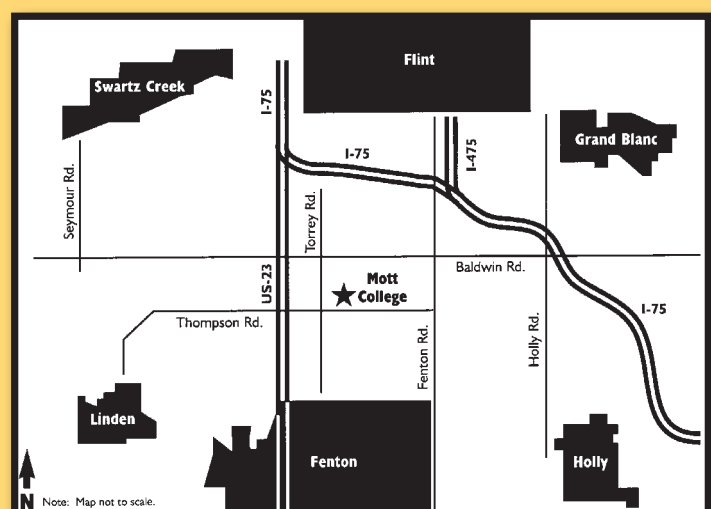 Flint
Swartz Creek
I-75
Grand Blanc
I-75
I-475
Seymour Rd.
Torrey Rd.
Baldwin Rd.
US-23
Mott
College
I-75
Thompson Rd.
Fenton Rd.
Holly Rd.
Linden
Fenton
Holly
N Note: Map not to scale.